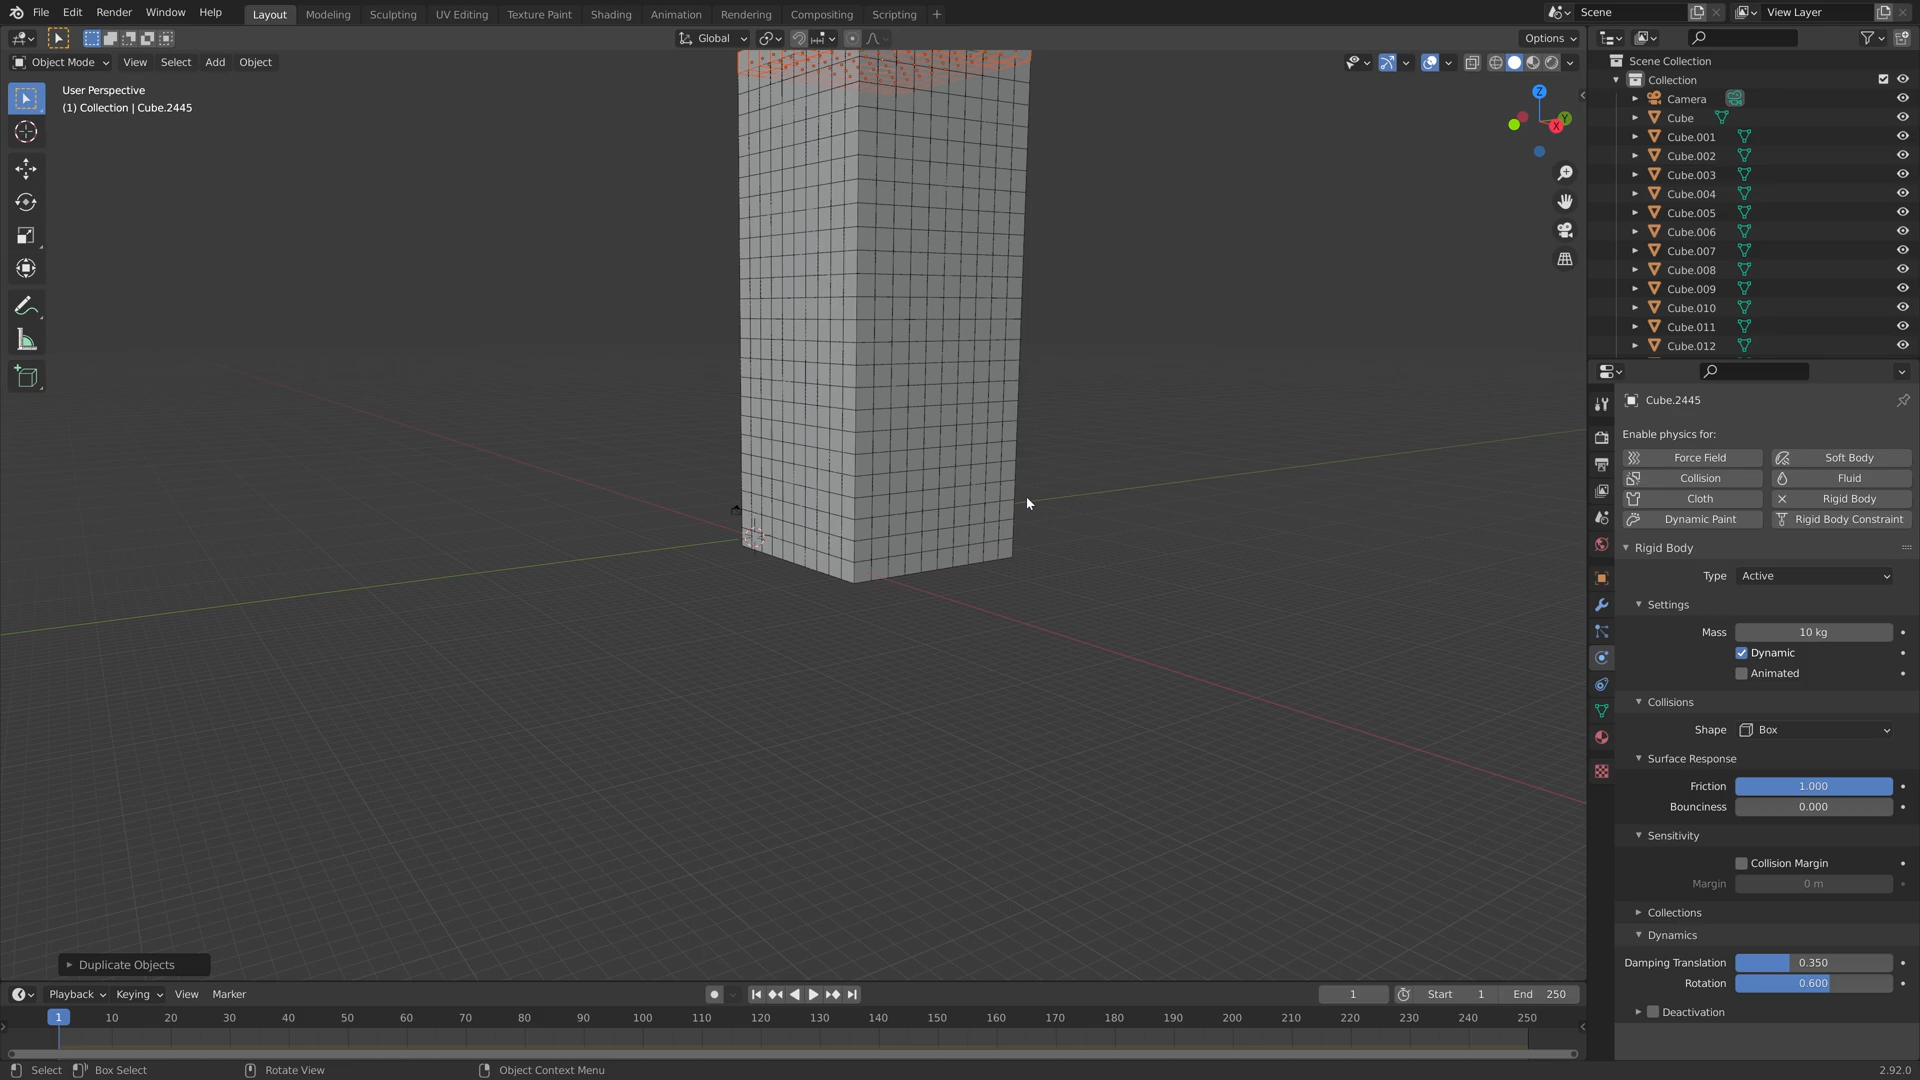 File Edit Render Window Help Layout Modeling Sculpting UV Editing Texture Paint Shading Animation Rendering Compositing Scripting + Scene View Layer
Global Options
Object Mode View Select Add Object
User Perspective
(1) Collection | Cube.2445
Z
Y
X
Scene Collection
Collection
Camera
Cube
Cube.001
Cube.002
Cube.003
Cube.004
Cube.005
Cube.006
Cube.007
Cube.008
Cube.009
Cube.010
Cube.011
Cube.012
Cube.2445
Enable physics for:
Force Field Soft Body
Collision Fluid
Cloth Rigid Body
Dynamic Paint Rigid Body Constraint
Rigid Body
Type Active
Settings
Mass 10 kg
Dynamic
Animated
Collisions
Shape Box
Surface Response
Friction 1.000
Bounciness 0.000
Sensitivity
Collision Margin
Margin 0 m
Collections
Dynamics
Damping Translation 0.350
Rotation 0.600
Deactivation
Duplicate Objects
Playback Keying View Marker 1 Start 1 End 250
1 10 20 30 40 50 60 70 80 90 100 110 120 130 140 150 160 170 180 190 200 210 220 230 240 250
Select Box Select Rotate View Object Context Menu 2.92.0